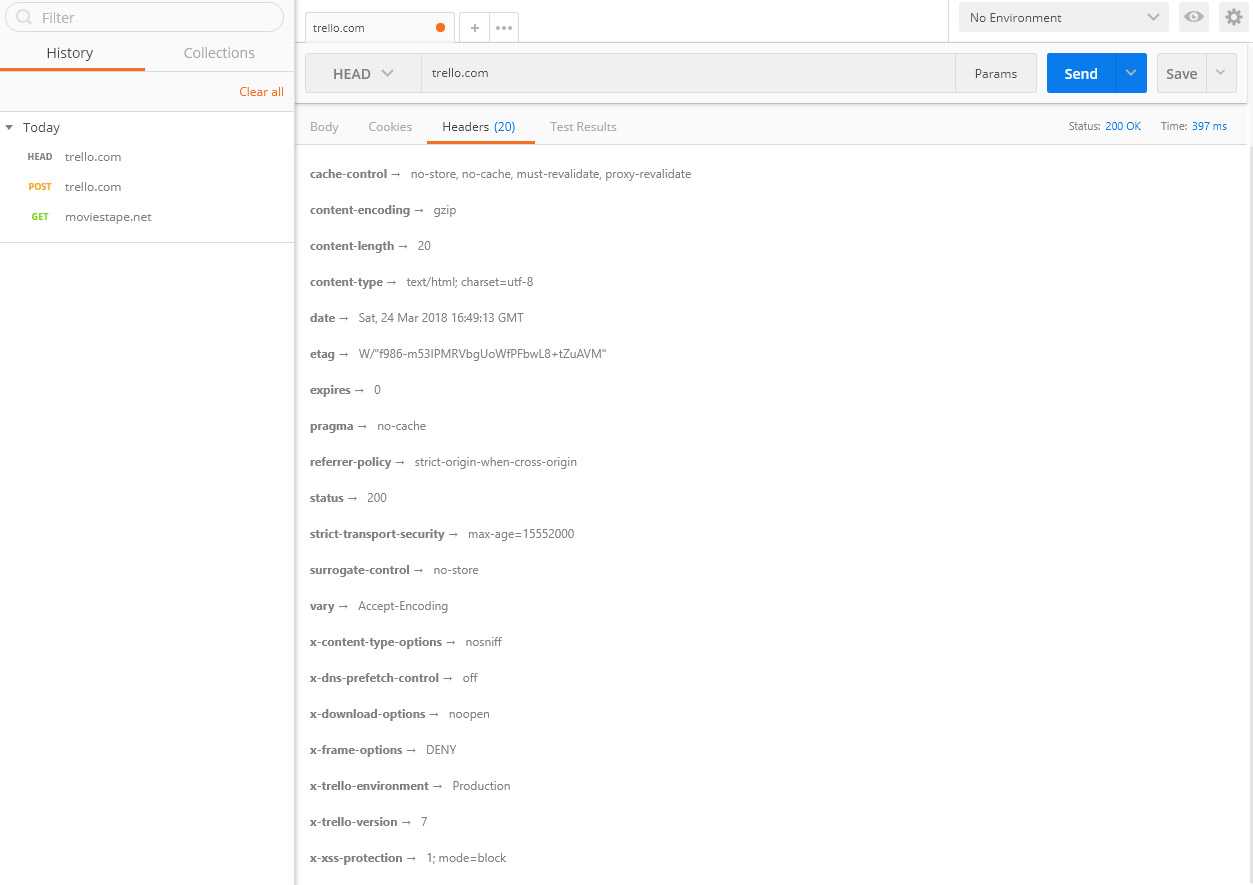 Filter
History Collections
Clear all
Today
HEAD trello.com
POST trello.com
GET moviestape.net
trello.com
No Environment
HEAD trello.com Params Send Save
Body Cookies Headers (20) Test Results Status: 200 OK Time: 397 ms
cache-control → no-store, no-cache, must-revalidate, proxy-revalidate
content-encoding → gzip
content-length → 20
content-type → text/html; charset=utf-8
date → Sat, 24 Mar 2018 16:49:13 GMT
etag → W/"f986-m53IPMRVbgUoWfPFbwL8+tZuAVM"
expires → 0
pragma → no-cache
referrer-policy → strict-origin-when-cross-origin
status → 200
strict-transport-security → max-age=15552000
surrogate-control → no-store
vary → Accept-Encoding
x-content-type-options → nosniff
x-dns-prefetch-control → off
x-download-options → noopen
x-frame-options → DENY
x-trello-environment → Production
x-trello-version → 7
x-xss-protection → 1; mode=block